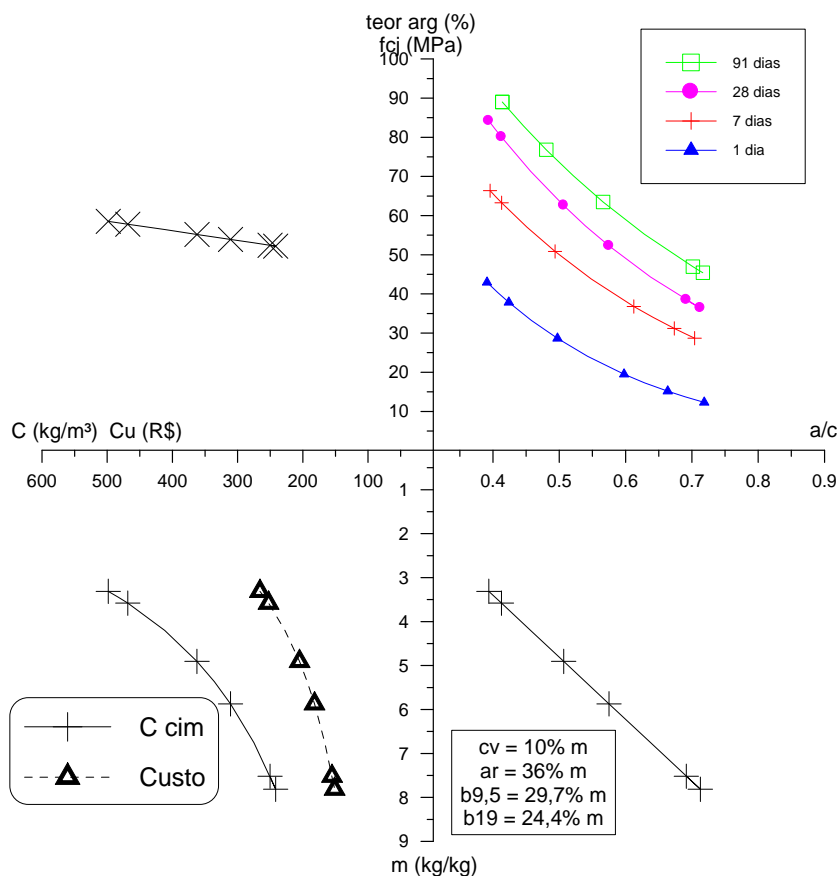 teor arg (%)
fcj (MPa)
100
90
80
70
60
50
40
30
20
10
91 dias
28 dias
7 dias
1 dia
C (kg/m³) Cu (R$)
a/c
600 500 400 300 200 100
0.4 0.5 0.6 0.7 0.8 0.9
1
2
3
4
5
6
7
8
9
m (kg/kg)
C cim
Custo
cv = 10% m
ar = 36% m
b9,5 = 29,7% m
b19 = 24,4% m